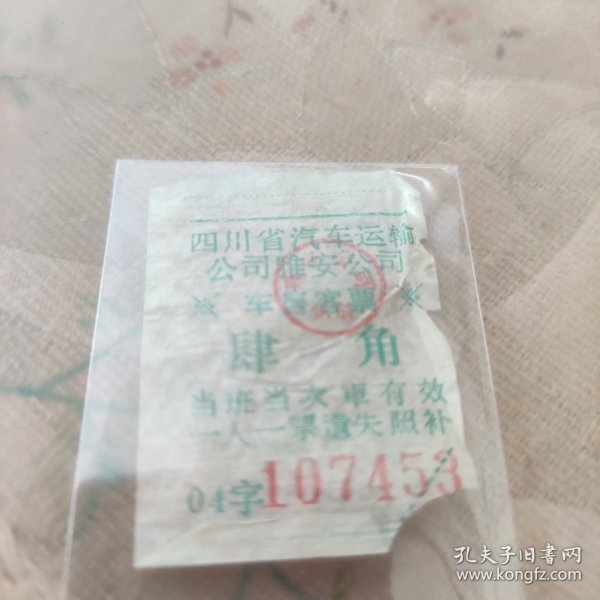 四川省汽车运输
公司雅安公司
※ 车客票 ※
肆 角
当班当次車有效
一人一票遗失照补
04字107453
孔夫子旧書网
www.kongfz.com